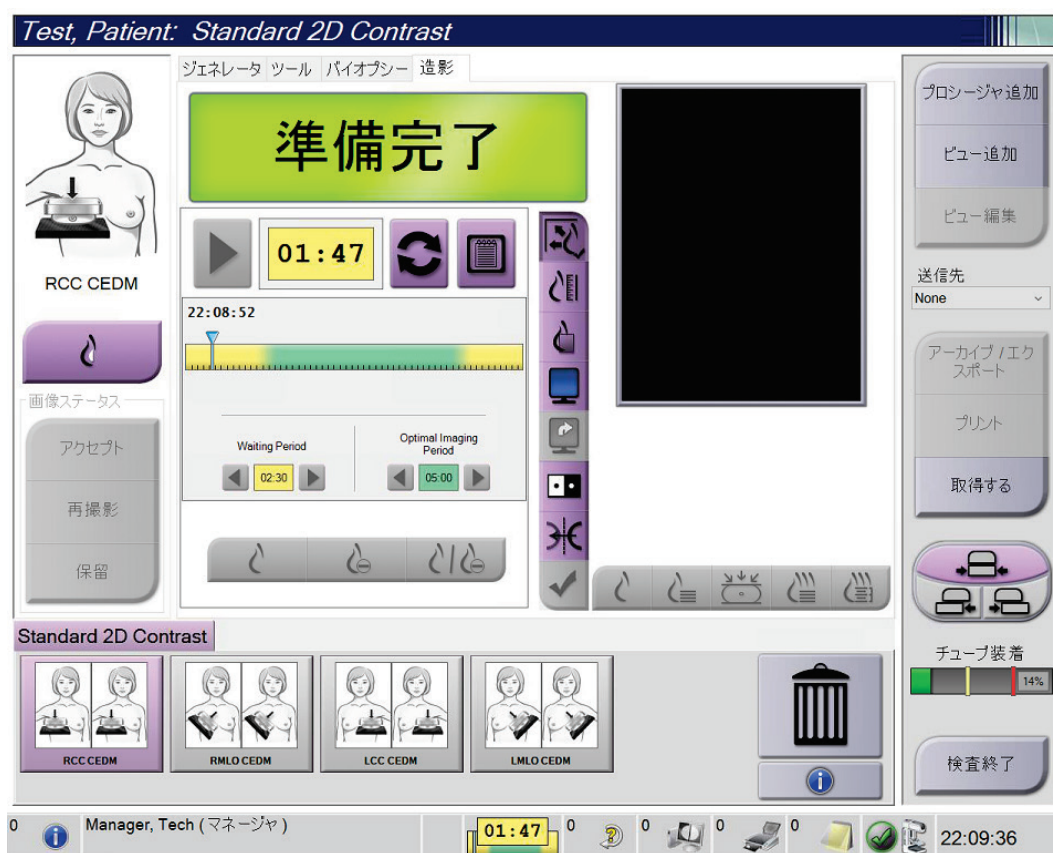 Test, Patient: Standard 2D Contrast
ジェネレータ ツール バイオプシー 造影
準備完了
プロシージャ追加
ビュー追加
ビュー編集
RCC CEDM
01:47
22:08:52
送信先
None
アーカイブ / エク
スポート
プリント
取得する
画像ステータス
アクセプト
再撮影
保留
Waiting Period
02:30
Optimal Imaging
Period
05:00
Standard 2D Contrast
RCC CEDM
RMLO CEDM
LCC CEDM
LMLO CEDM
チューブ装着
14%
検査終了
0
Manager, Tech (マネージャ)
01:47
0
0
0
0
22:09:36